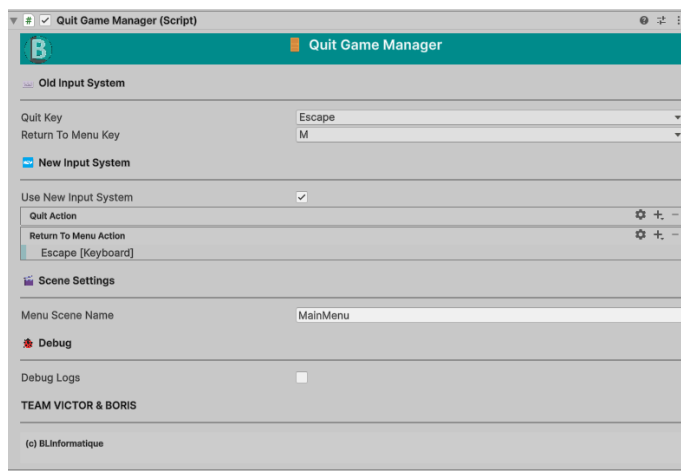 Quit Game Manager (Script)
B
Quit Game Manager
Old Input System
Quit Key Escape
Return To Menu Key M
New Input System
Use New Input System
Quit Action
Return To Menu Action
Escape [Keyboard]
Scene Settings
Menu Scene Name MainMenu
Debug
Debug Logs
TEAM VICTOR & BORIS
(c) BLInformatique